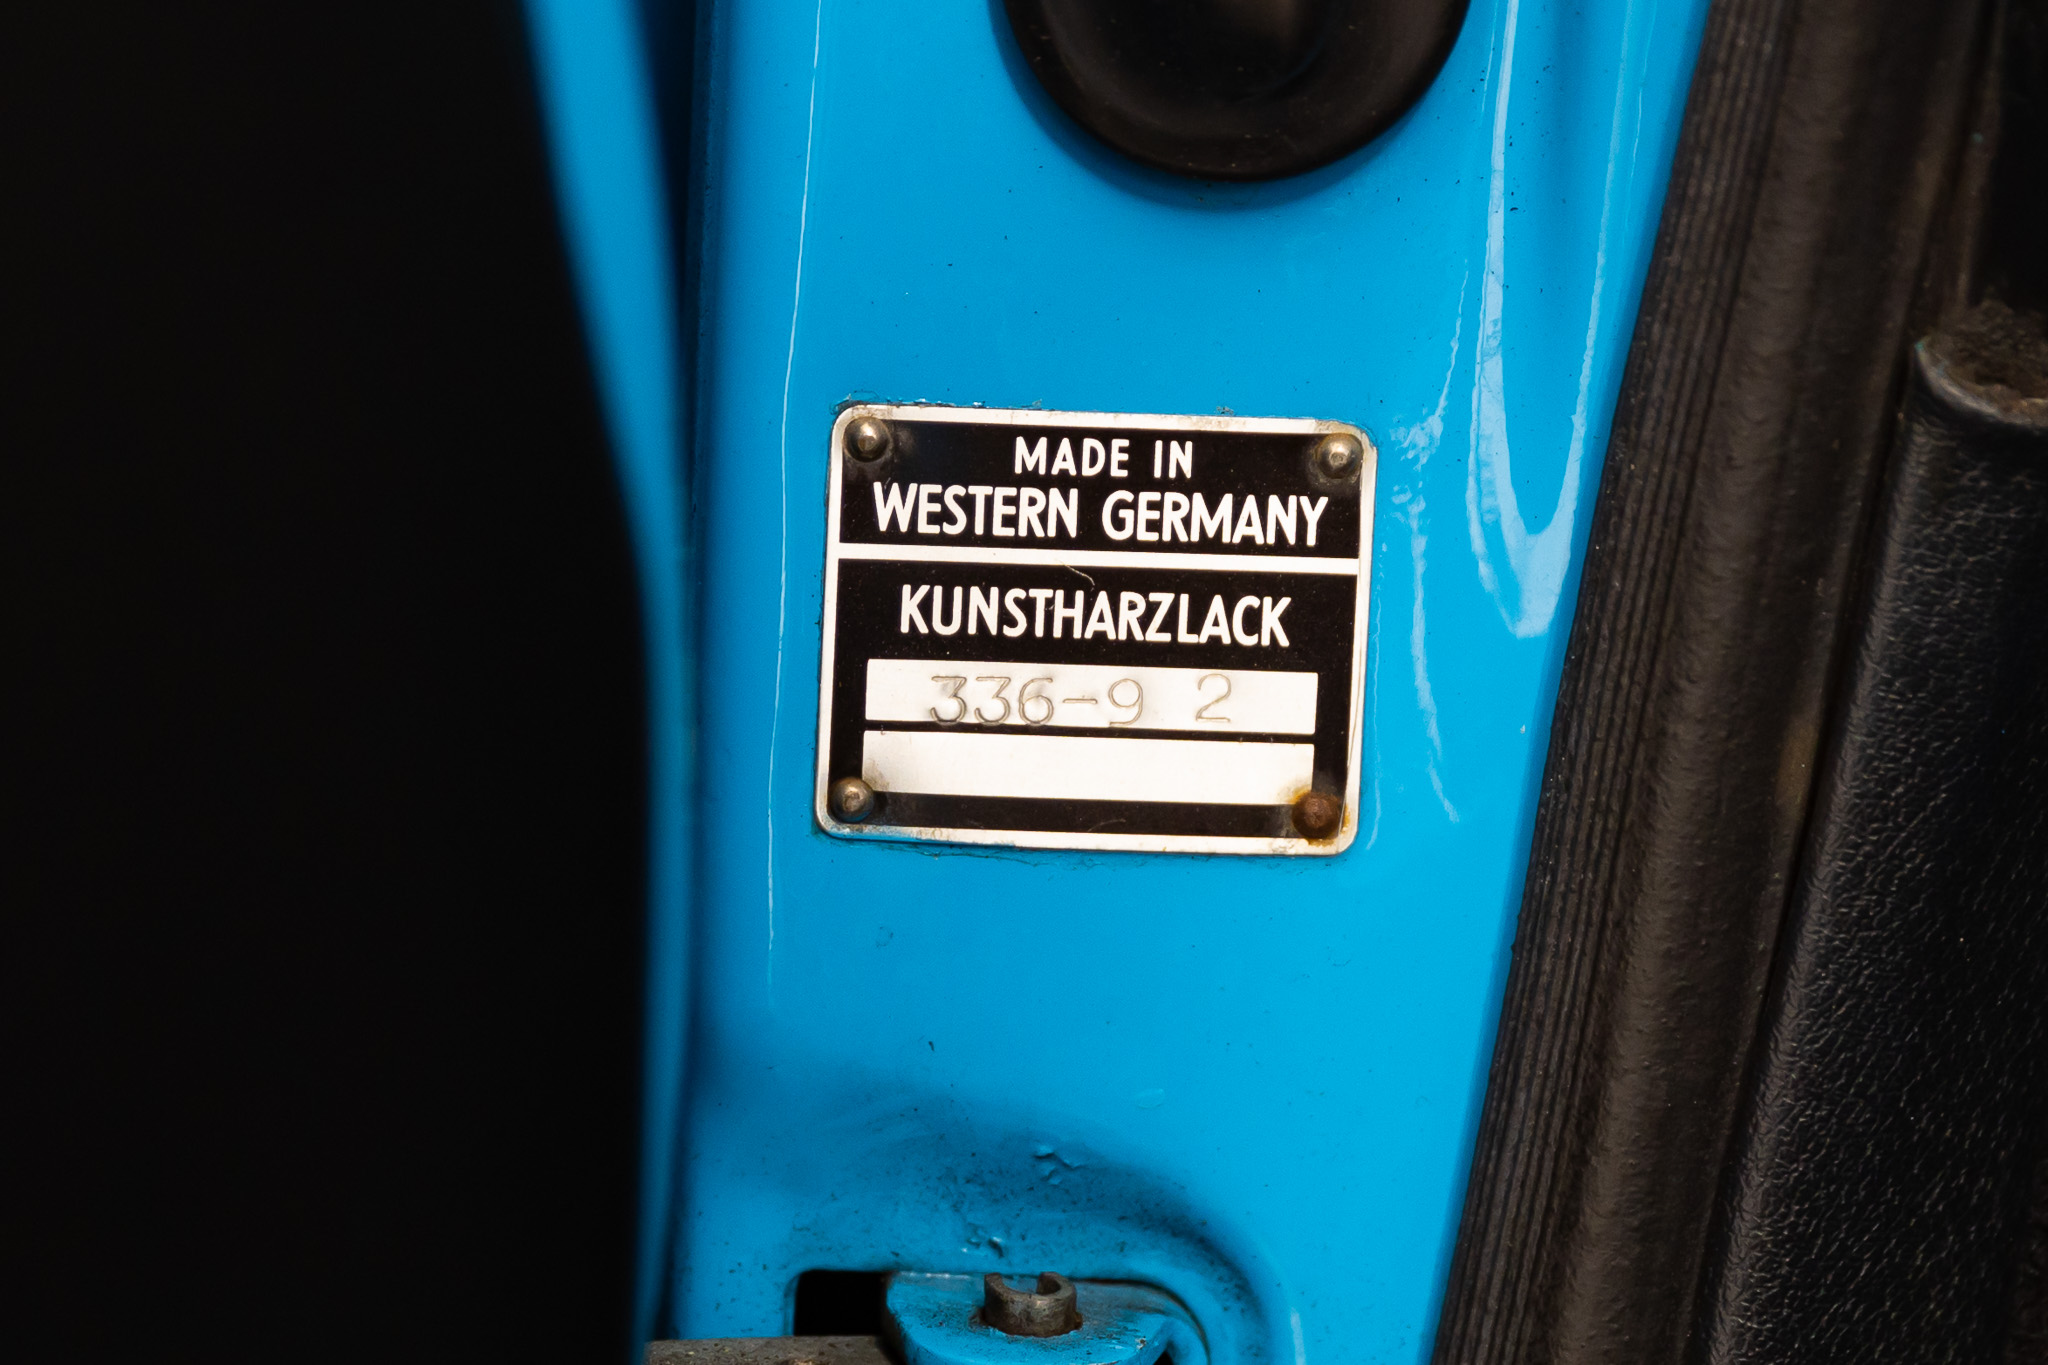 MADE IN
WESTERN GERMANY
KUNSTHARZLACK
336-9 2